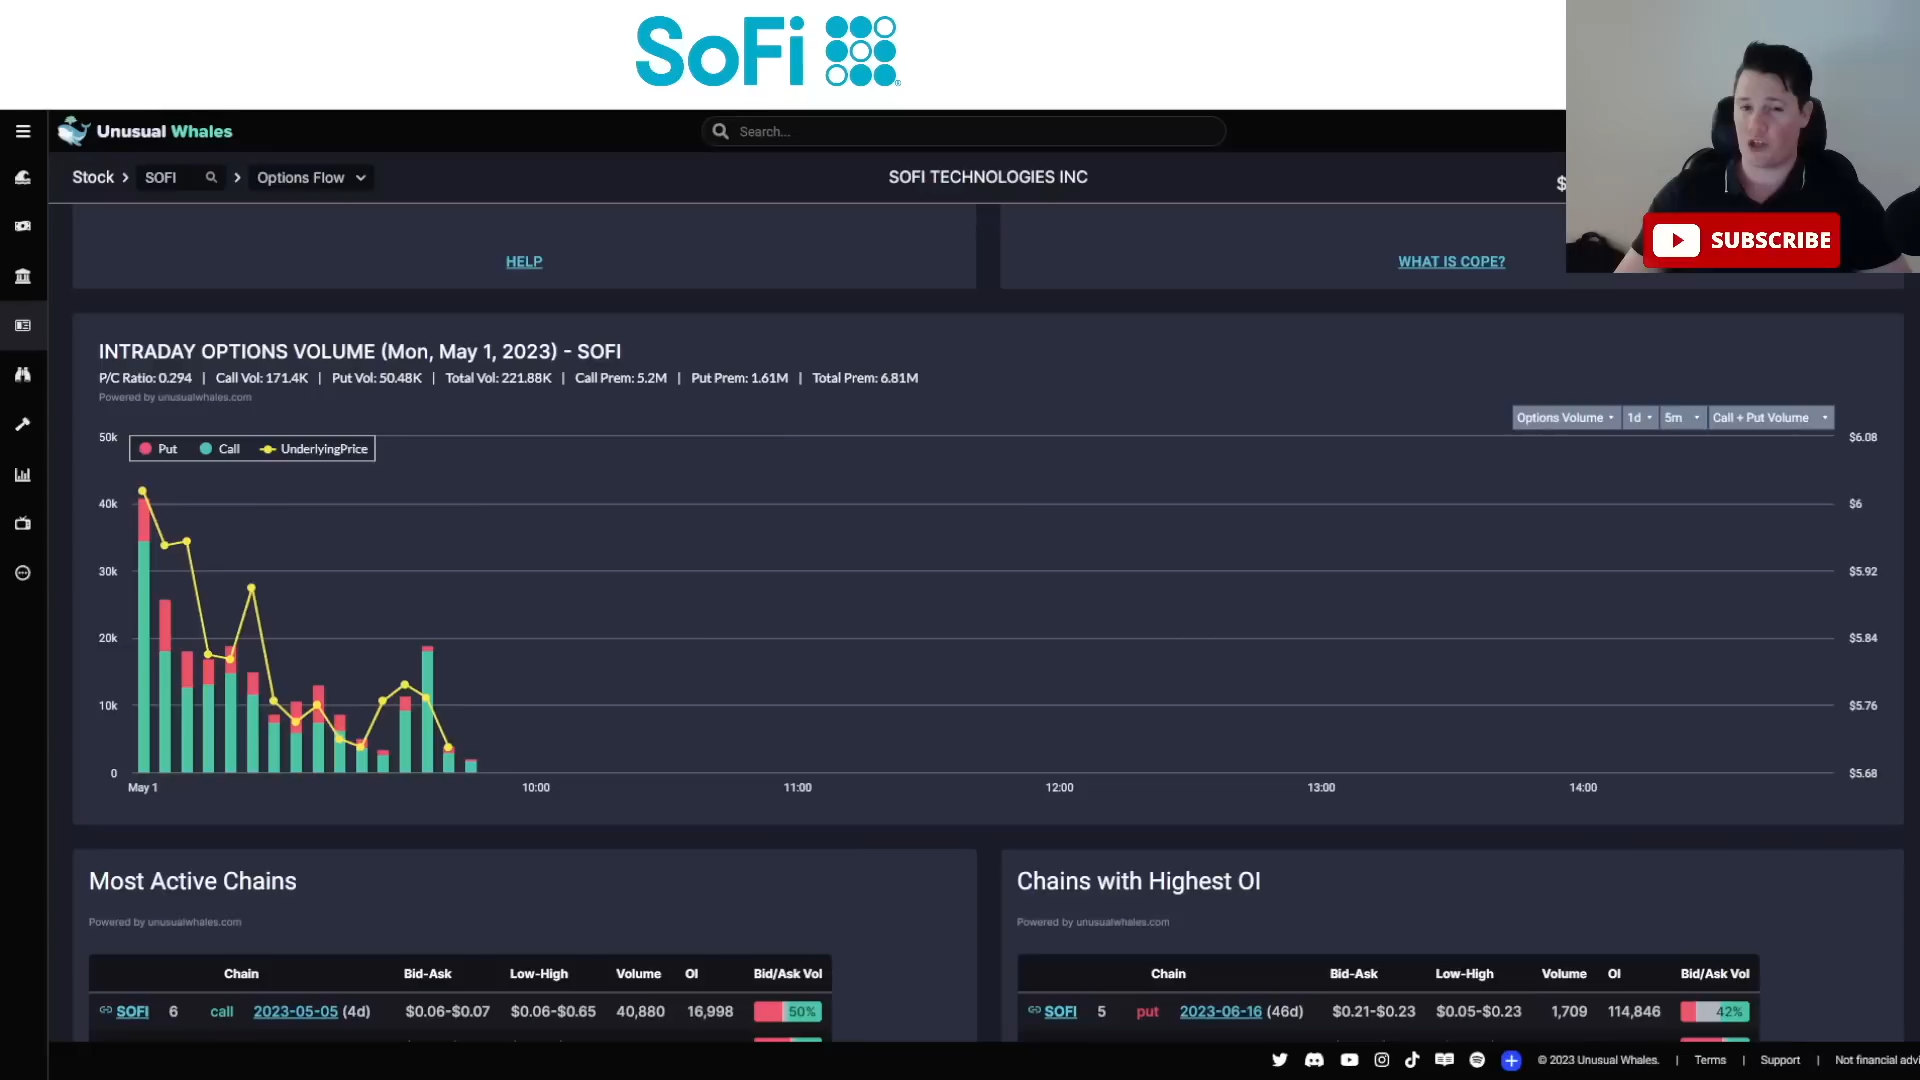 SoFi
Unusual Whales
Search...
Stock > SOFI > Options Flow
SOFI TECHNOLOGIES INC
$
SUBSCRIBE
HELP
WHAT IS COPE?
INTRADAY OPTIONS VOLUME (Mon, May 1, 2023) - SOFI
P/C Ratio: 0.294 | Call Vol: 171.4K | Put Vol: 50.48K | Total Vol: 221.88K | Call Prem: 5.2M | Put Prem: 1.61M | Total Prem: 6.81M
Powered by unusualwhales.com
Options Volume 1d 5m Call + Put Volume
Put Call UnderlyingPrice
50k $6.08
40k $6
30k $5.92
20k $5.84
10k $5.76
0 $5.68
May 1 10:00 11:00 12:00 13:00 14:00
Most Active Chains
Powered by unusualwhales.com
Chain Bid-Ask Low-High Volume OI Bid/Ask Vol
SOFI 6 call 2023-05-05 (4d) $0.06-$0.07 $0.06-$0.65 40,880 16,998 50%
Chains with Highest OI
Powered by unusualwhales.com
Chain Bid-Ask Low-High Volume OI Bid/Ask Vol
SOFI 5 put 2023-06-16 (46d) $0.21-$0.23 $0.05-$0.23 1,709 114,846 42%
© 2023 Unusual Whales. | Terms | Support | Not financial advi